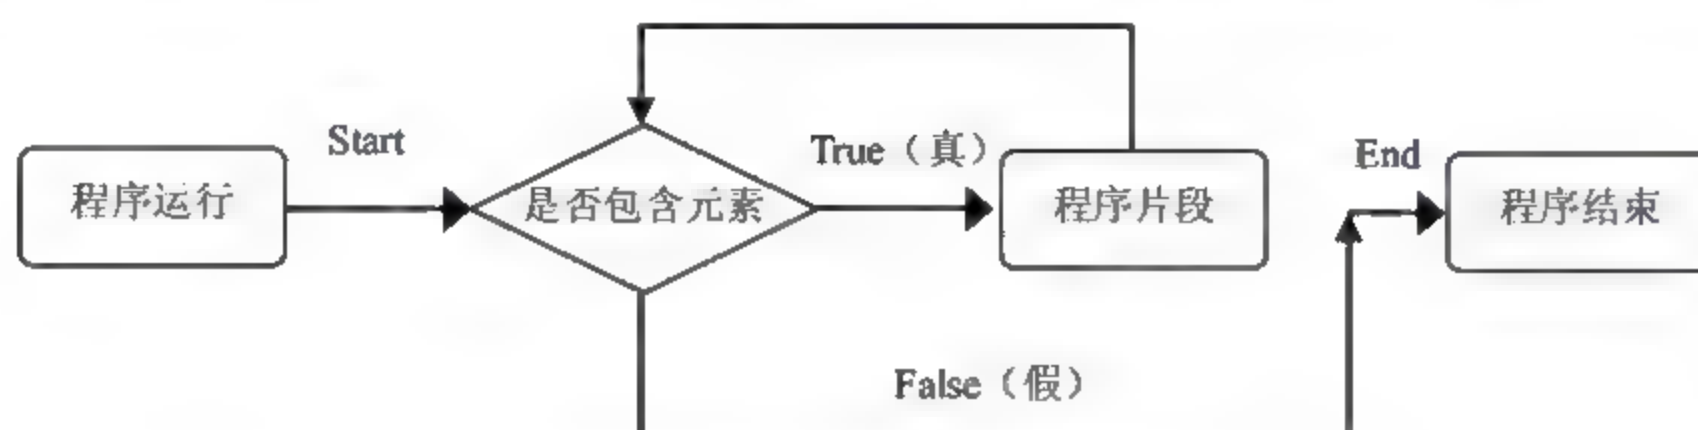 Start
程序运行
是否包含元素
True（真）
程序片段
End
程序结束
False（假）